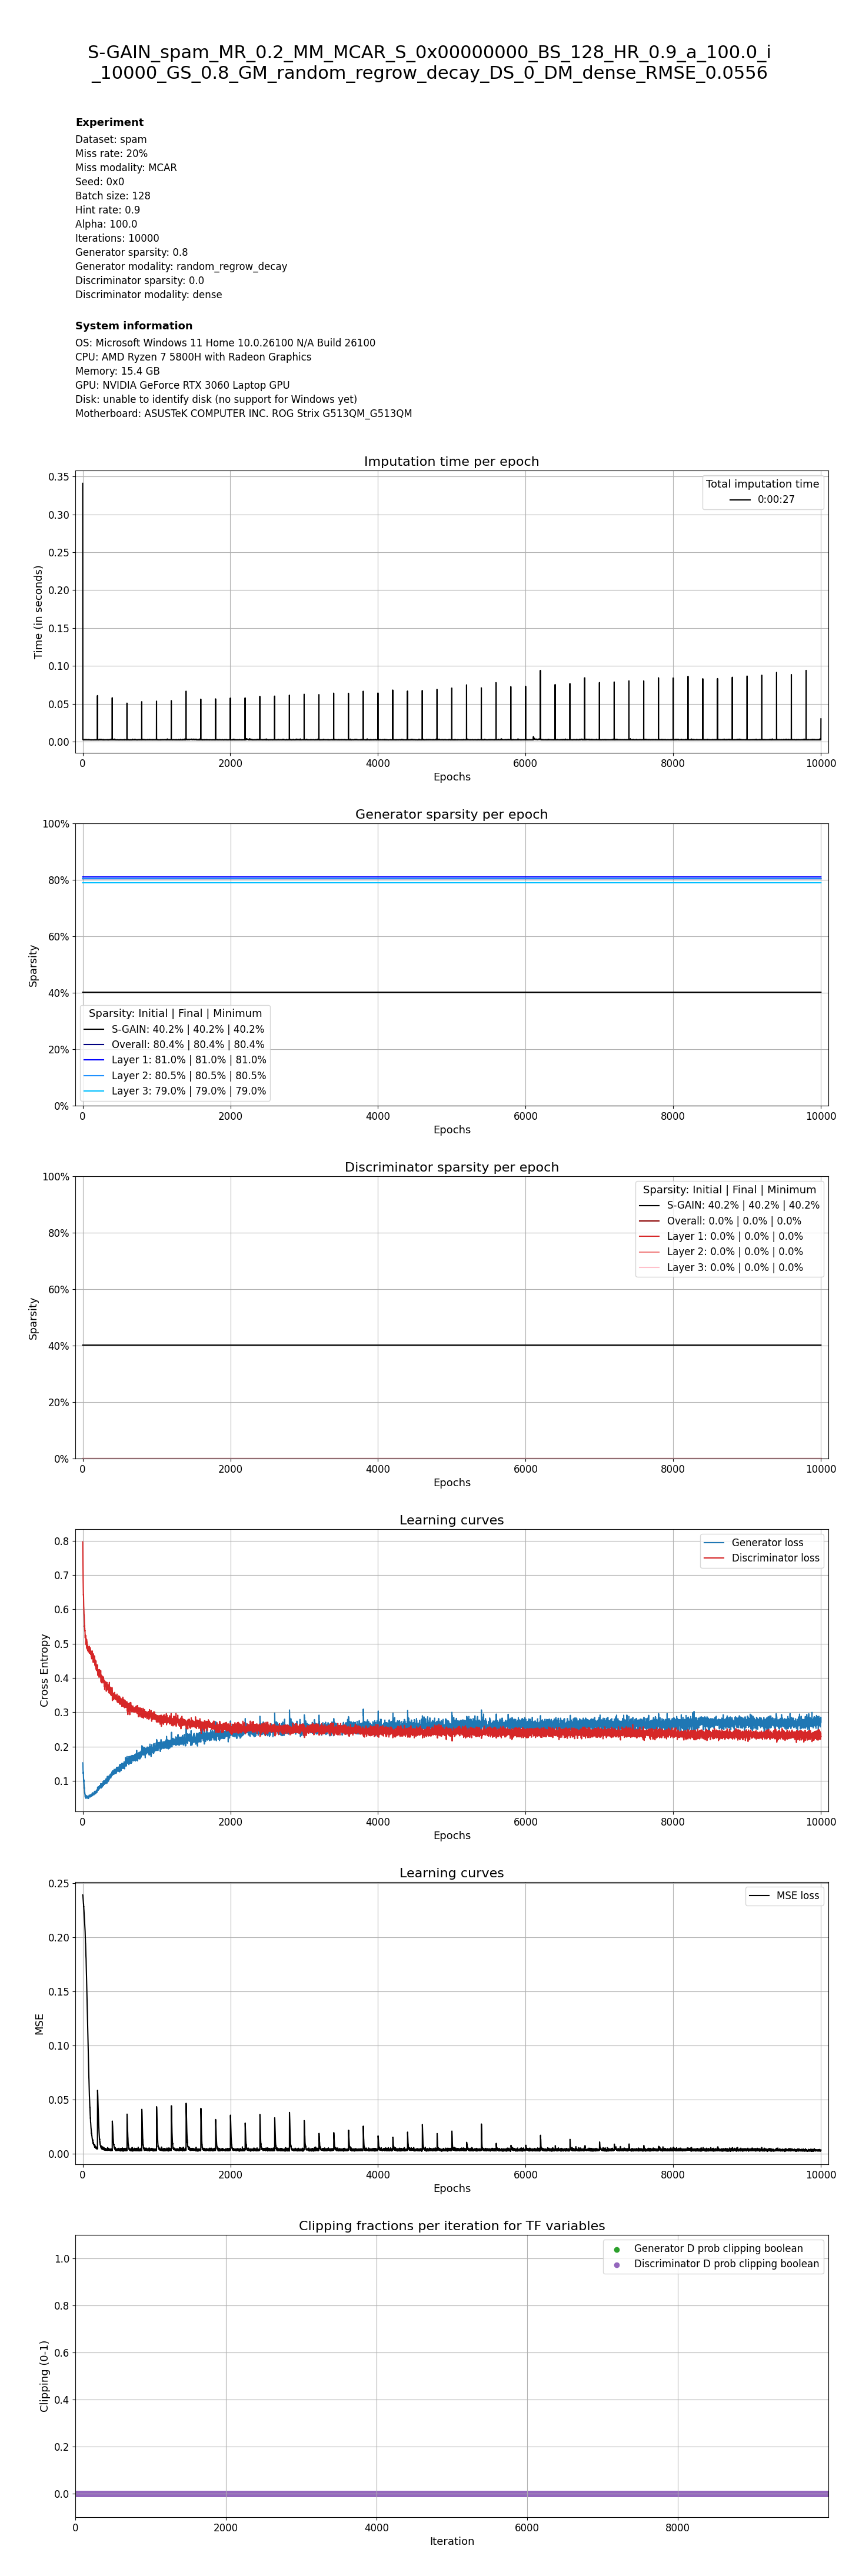 S-GAIN_spam_MR_0.2_MM_MCAR_S_0x00000000_BS_128_HR_0.9_a_100.0_i
_10000_GS_0.8_GM_random_regrow_decay_DS_0_DM_dense_RMSE_0.0556
Experiment
Dataset: spam
Miss rate: 20%
Miss modality: MCAR
Seed: 0x0
Batch size: 128
Hint rate: 0.9
Alpha: 100.0
Iterations: 10000
Generator sparsity: 0.8
Generator modality: random_regrow_decay
Discriminator sparsity: 0.0
Discriminator modality: dense
System information
OS: Microsoft Windows 11 Home 10.0.26100 N/A Build 26100
CPU: AMD Ryzen 7 5800H with Radeon Graphics
Memory: 15.4 GB
GPU: NVIDIA GeForce RTX 3060 Laptop GPU
Disk: unable to identify disk (no support for Windows yet)
Motherboard: ASUSTeK COMPUTER INC. ROG Strix G513QM_G513QM
Imputation time per epoch
Total imputation time
0:00:27
Time (in seconds)
0.35
0.30
0.25
0.20
0.15
0.10
0.05
0.00
0 2000 4000 6000 8000 10000
Epochs
Generator sparsity per epoch
Sparsity
100%
80%
60%
40%
20%
0%
Sparsity: Initial | Final | Minimum
S-GAIN: 40.2% | 40.2% | 40.2%
Overall: 80.4% | 80.4% | 80.4%
Layer 1: 81.0% | 81.0% | 81.0%
Layer 2: 80.5% | 80.5% | 80.5%
Layer 3: 79.0% | 79.0% | 79.0%
0 2000 4000 6000 8000 10000
Epochs
Discriminator sparsity per epoch
Sparsity
100%
80%
60%
40%
20%
0%
Sparsity: Initial | Final | Minimum
S-GAIN: 40.2% | 40.2% | 40.2%
Overall: 0.0% | 0.0% | 0.0%
Layer 1: 0.0% | 0.0% | 0.0%
Layer 2: 0.0% | 0.0% | 0.0%
Layer 3: 0.0% | 0.0% | 0.0%
0 2000 4000 6000 8000 10000
Epochs
Learning curves
Cross Entropy
0.8
0.7
0.6
0.5
0.4
0.3
0.2
0.1
Generator loss
Discriminator loss
0 2000 4000 6000 8000 10000
Epochs
Learning curves
MSE
0.25
0.20
0.15
0.10
0.05
0.00
MSE loss
0 2000 4000 6000 8000 10000
Epochs
Clipping fractions per iteration for TF variables
Clipping (0-1)
1.0
0.8
0.6
0.4
0.2
0.0
Generator D prob clipping boolean
Discriminator D prob clipping boolean
0 2000 4000 6000 8000
Iteration